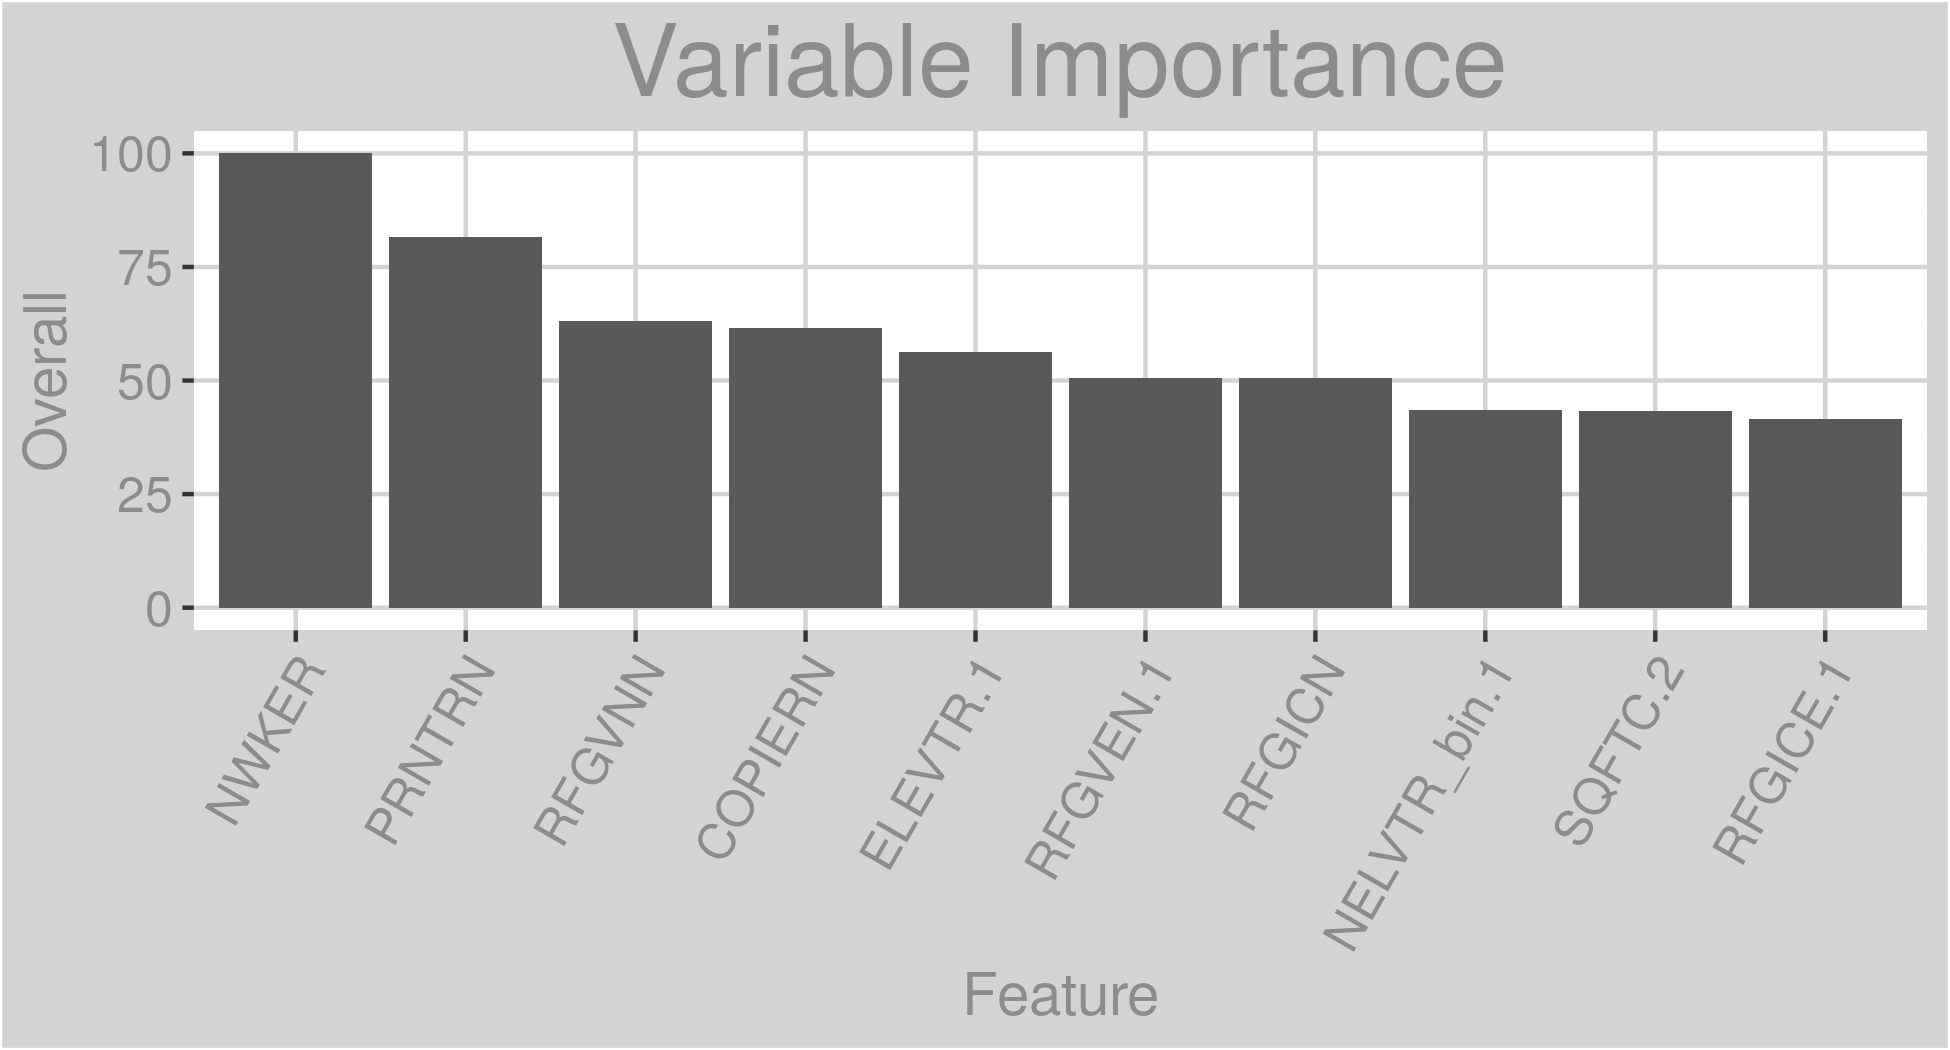 Variable Importance
100
75
50
25
0
Overall
NWKER
PRNTRN
RFGVNN
COPIERN
ELEVTR.1
RFGVEN.1
RFGICN
NELVTR_bin.1
SQFTC.2
RFGICE.1
Feature